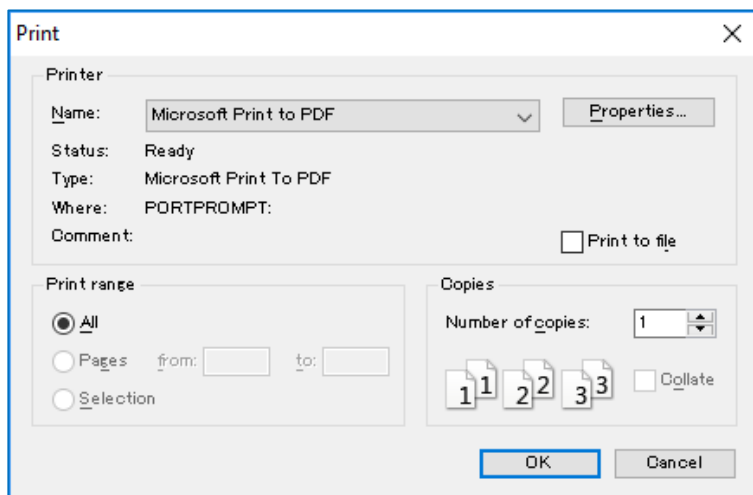 Print
Printer
Name: Microsoft Print to PDF Properties...
Status: Ready
Type: Microsoft Print To PDF
Where: PORTPROMPT:
Comment:
Print to file
Print range
All
Pages from: to:
Selection
Copies
Number of copies: 1
1 1 2 2 3 3 Collate
OK Cancel